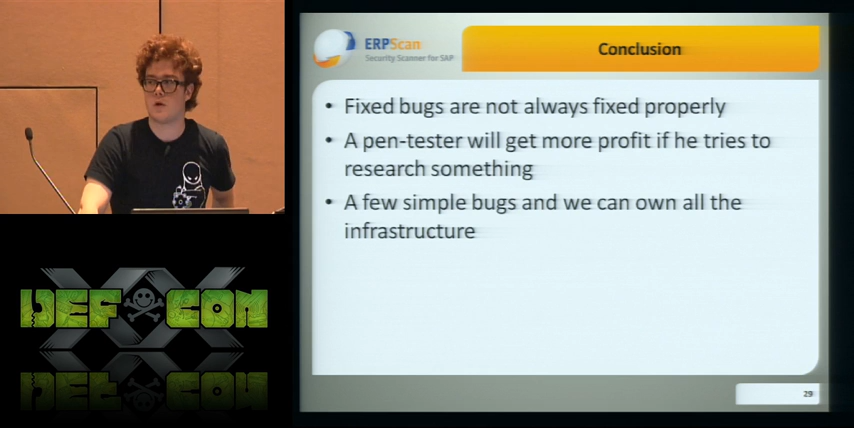 ERPScan
Security Scanner for SAP
Conclusion
• Fixed bugs are not always fixed properly
• A pen-tester will get more profit if he tries to
research something
• A few simple bugs and we can own all the
infrastructure
29
DEF CON
XX